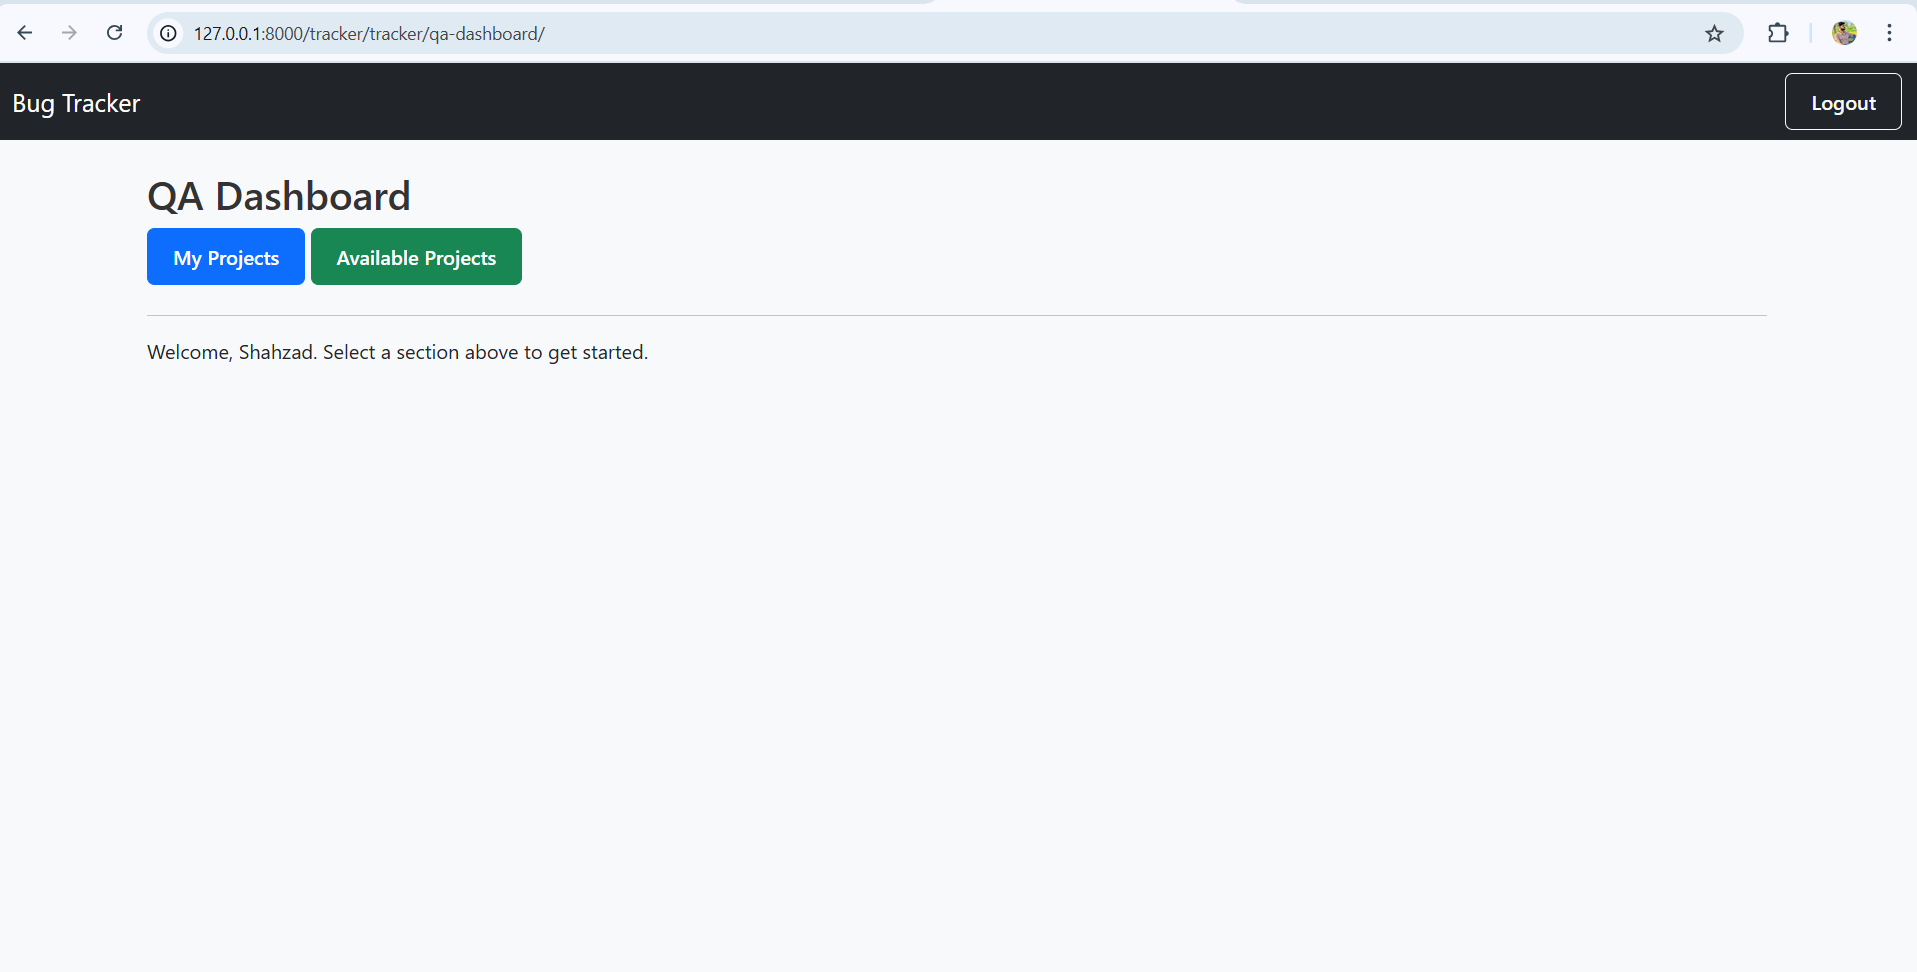 127.0.0.1:8000/tracker/tracker/qa-dashboard/
Bug Tracker
Logout
QA Dashboard
My Projects
Available Projects
Welcome, Shahzad. Select a section above to get started.